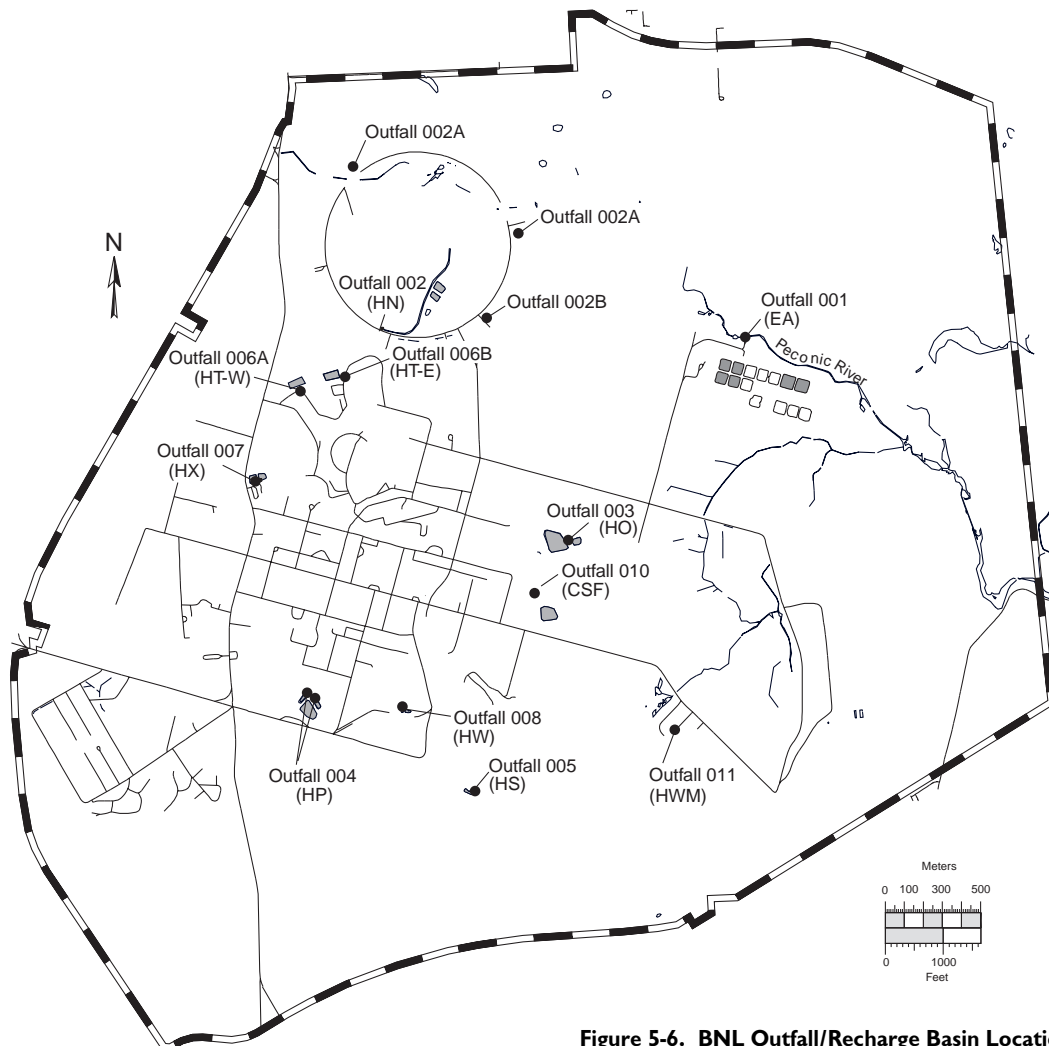 Outfall 002A
Outfall 002A
N
Outfall 002
(HN)
Outfall 002B
Outfall 001
(EA)
Peconic River
Outfall 006A
(HT-W)
Outfall 006B
(HT-E)
Outfall 007
(HX)
Outfall 003
(HO)
Outfall 010
(CSF)
Outfall 008
(HW)
Outfall 004
(HP)
Outfall 005
(HS)
Outfall 011
(HWM)
Meters
0 100 300 500
0 1000
Feet
Figure 5-6. BNL Outfall/Recharge Basin